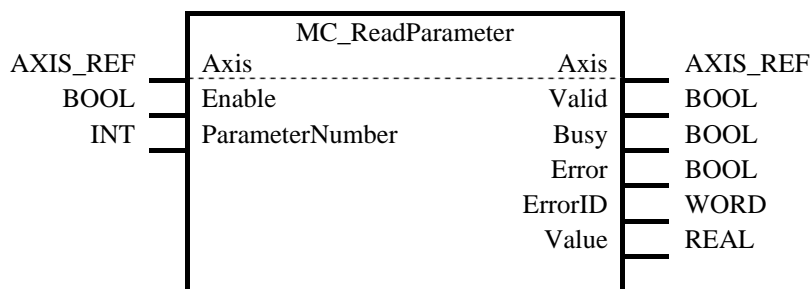 MC_ReadParameter
AXIS_REF Axis Axis AXIS_REF
BOOL Enable Valid BOOL
INT ParameterNumber Busy BOOL
Error BOOL
ErrorID WORD
Value REAL